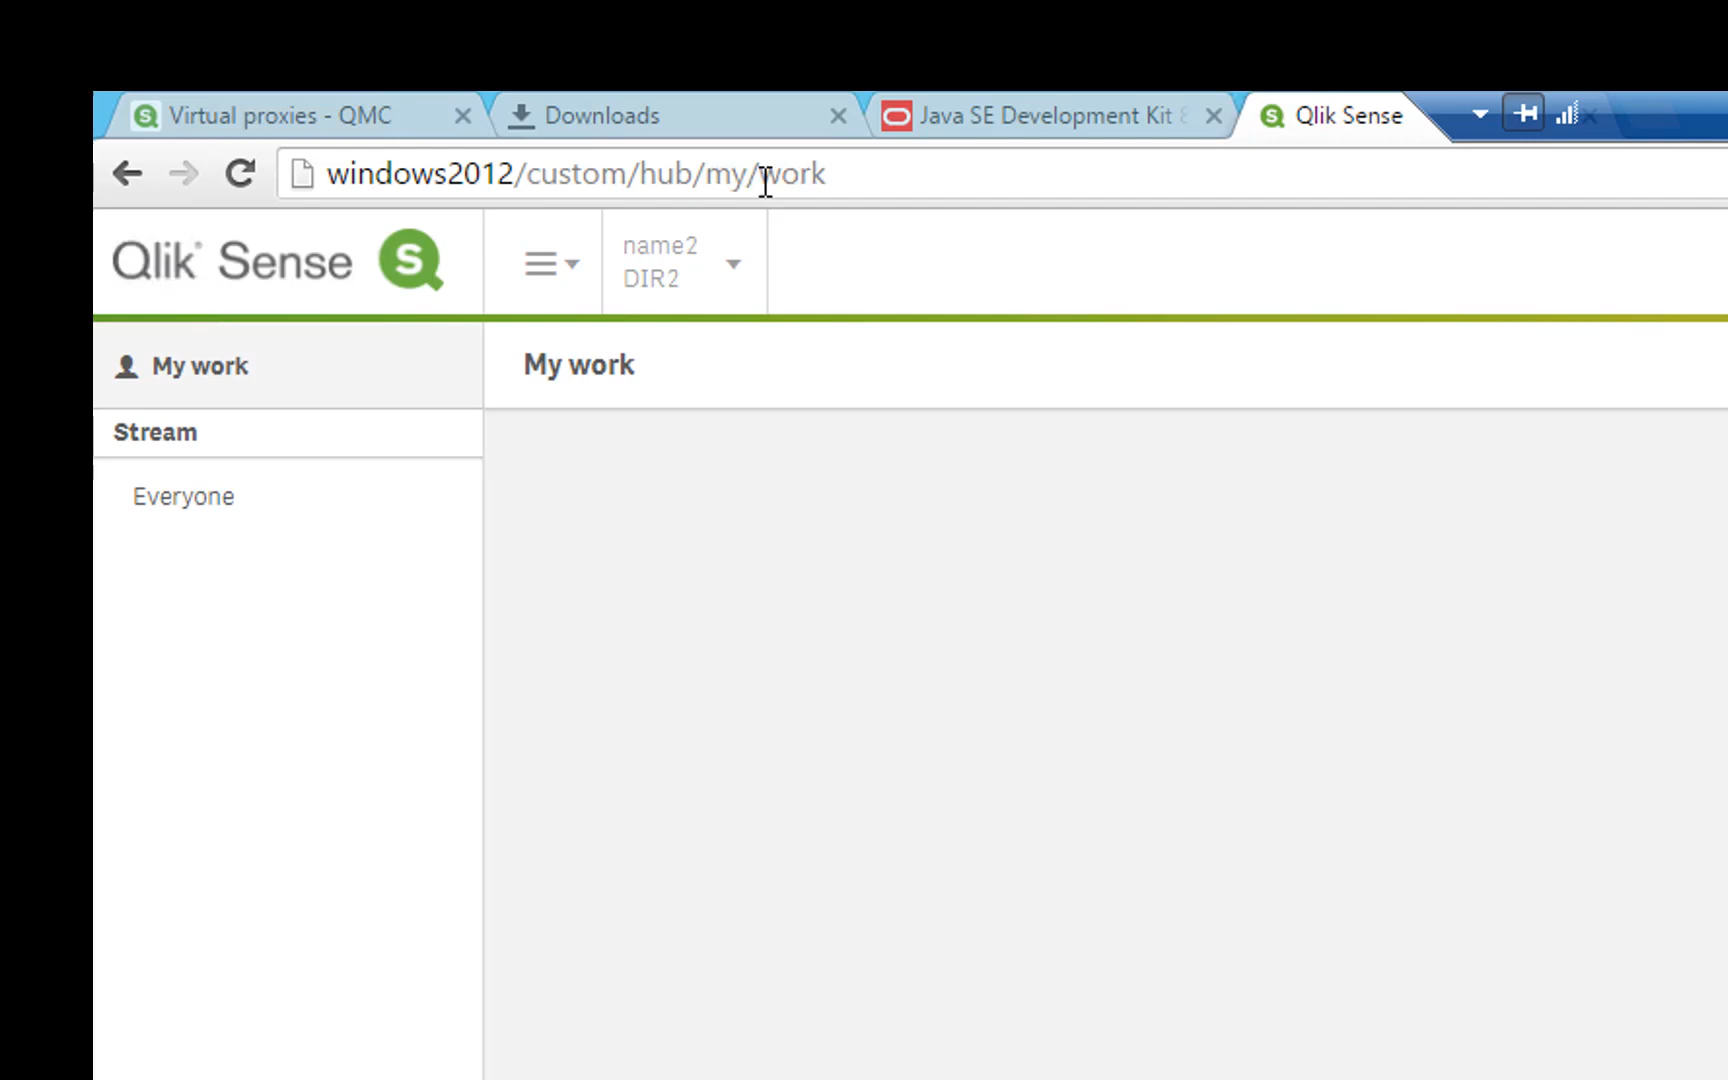 Virtual proxies - QMC
Downloads
Java SE Development Kit 8
Qlik Sense
windows2012/custom/hub/my/work
Qlik Sense
name2
DIR2
My work
My work
Stream
Everyone